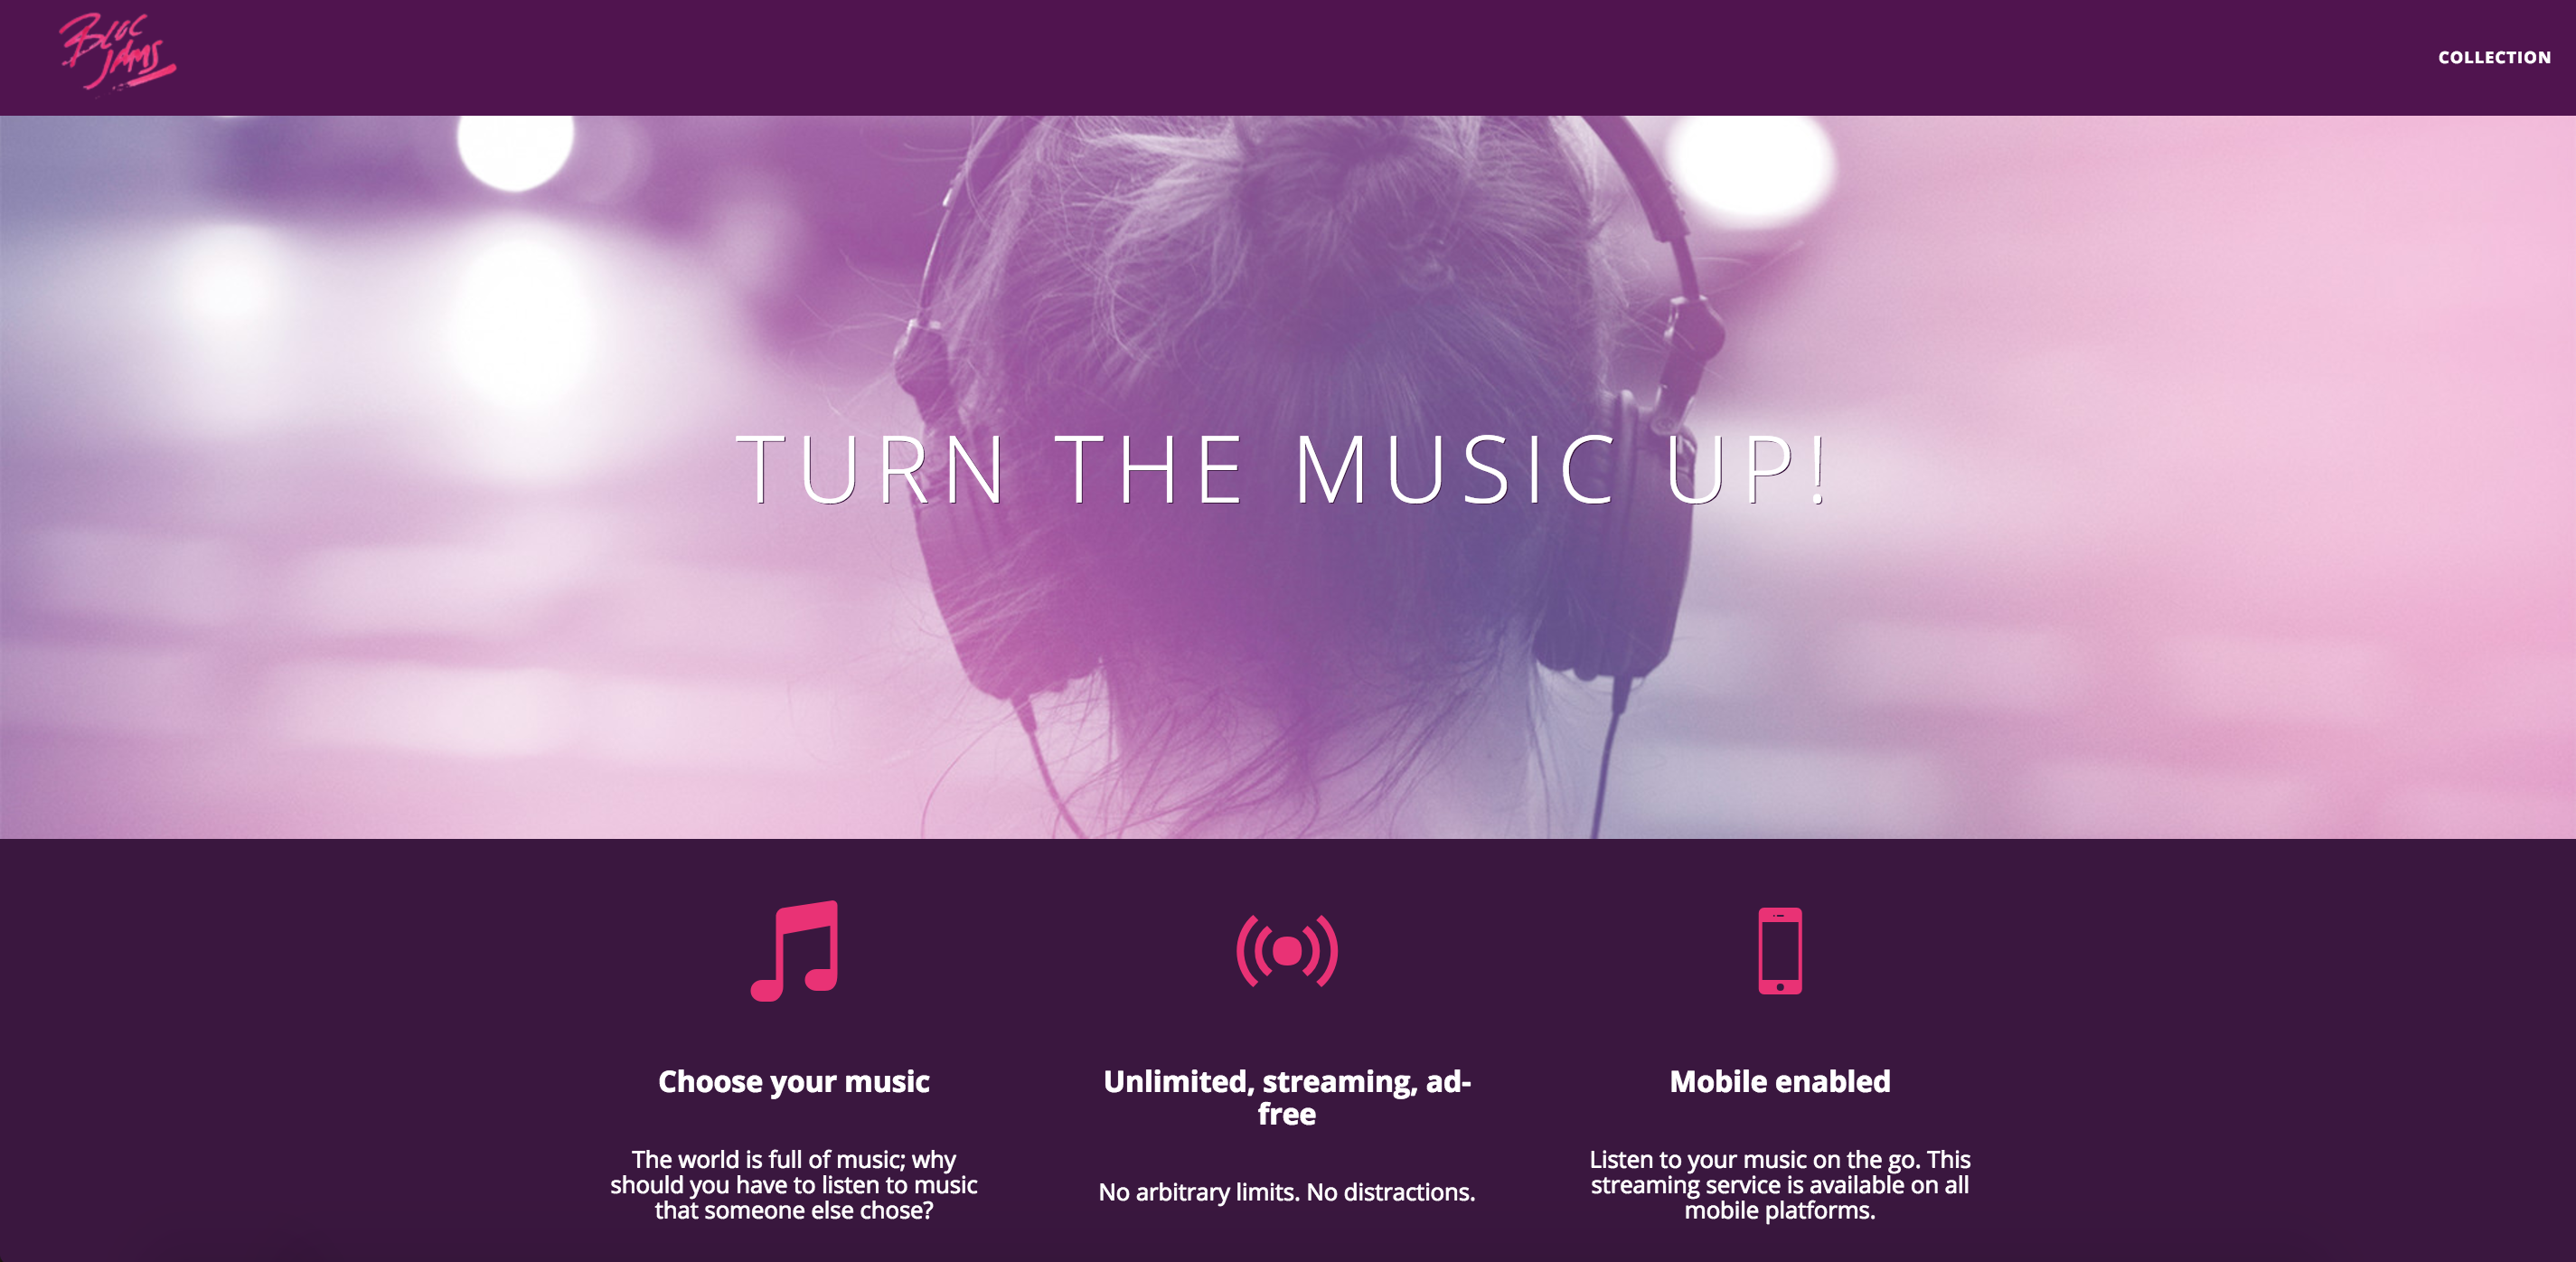 Bloc
Jams
COLLECTION
TURN THE MUSIC UP!
Choose your music
The world is full of music; why
should you have to listen to music
that someone else chose?
Unlimited, streaming, ad-
free
No arbitrary limits. No distractions.
Mobile enabled
Listen to your music on the go. This
streaming service is available on all
mobile platforms.